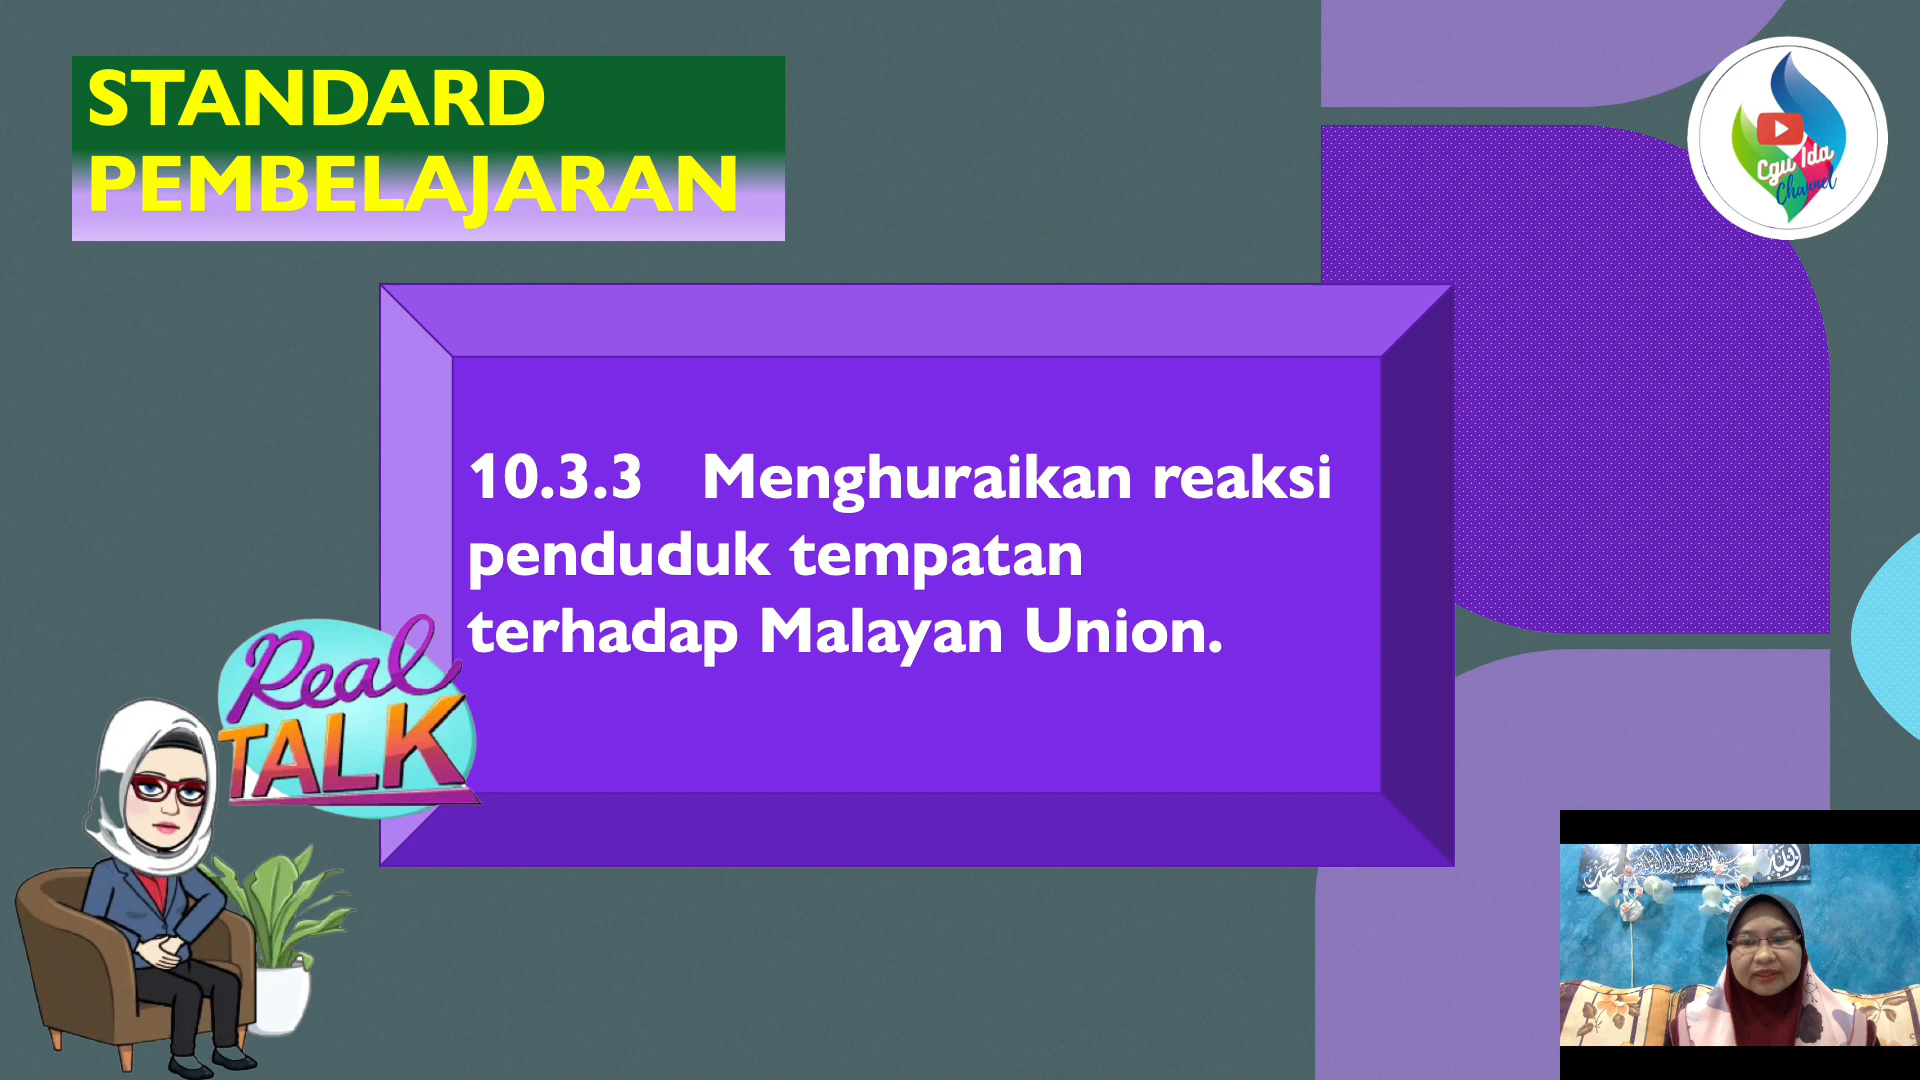 STANDARD
PEMBELAJARAN
Cgu Ida
Channel
10.3.3 Menghuraikan reaksi
penduduk tempatan
terhadap Malayan Union.
Real
TALK